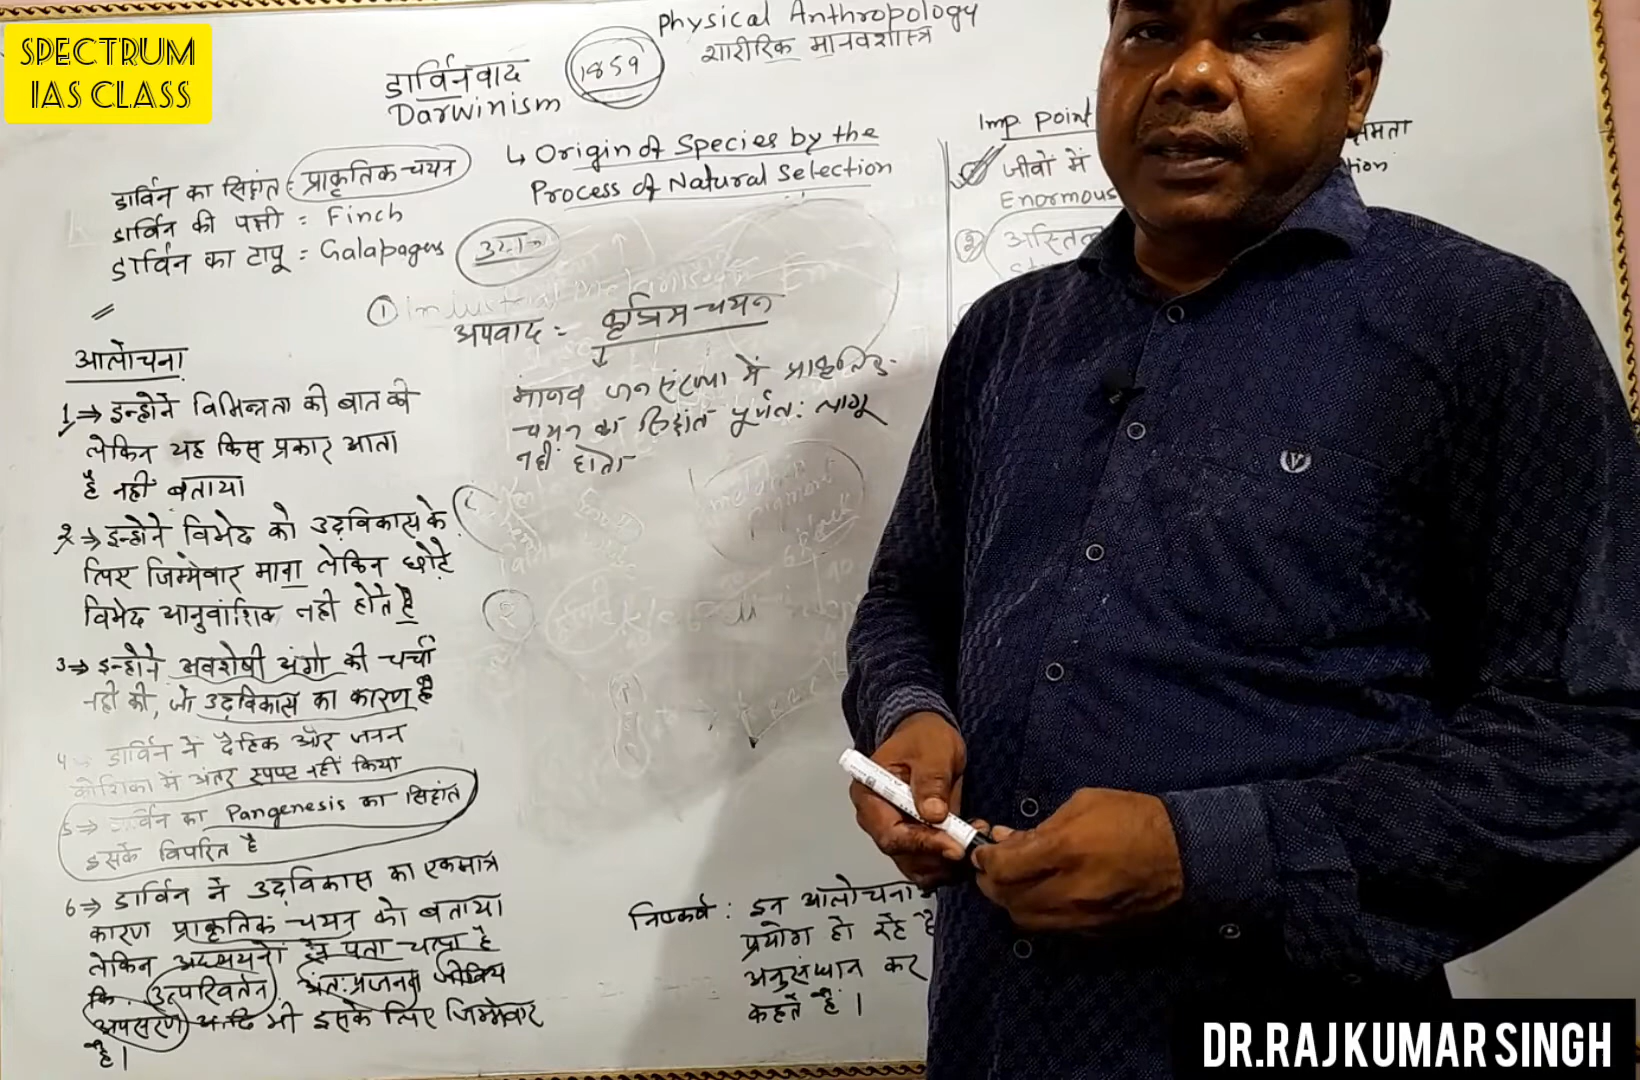 SPECTRUM
IAS CLASS
Physical Anthropology
शारीरिक मानवशास्त्र
डार्विनवाद
Darwinism
1859
↳ Origin of Species by the
Process of Natural Selection
डार्विन का सिद्धांत : प्राकृतिक चयन
डार्विन की पक्षी : Finch
डार्विन का टापू : Galapagus
Imp. Point
जीवों में
Enormous
② अस्तित्व
अपवाद = कृत्रिम चयन
मानव जनसंख्या में प्राकृतिक
चयन का सिद्धांत पूर्णतः लागू
नहीं होता
आलोचना
1 ⇒ इन्होने विभिन्नता की बात की
लेकिन यह किस प्रकार आता
है नहीं बताया
2 ⇒ इन्होने विभेद को उद्‌विकास के
लिए जिम्मेवार माना लेकिन छोटे
विभेद आनुवांशिक नही होते है
3 ⇒ इन्होने अवशेषी अंगो की चर्चा
नही की, जो उद्‌विकास का कारण है
4 डार्विन ने दैहिक और जनन
कोशिका में अंतर स्पष्ट नहीं किया
5 ⇒ डार्विन का Pangenesis का सिद्दांत
इसके विपरित है
6 ⇒ डार्विन ने उद्‌विकास का एकमात्र
कारण प्राकृतिक चयन को बताया
लेकिन अध्ययनों से पता चलता है
कि उत्परिवर्तन, अंतःप्रजनन
अपसरण आदि भी इसके लिए जिम्मेवार
है।
निष्कर्ष : इन आलोचना
प्रयोग हो रहे है
अनुसंधान कर
कहते हैं।
DR.RAJKUMAR SINGH